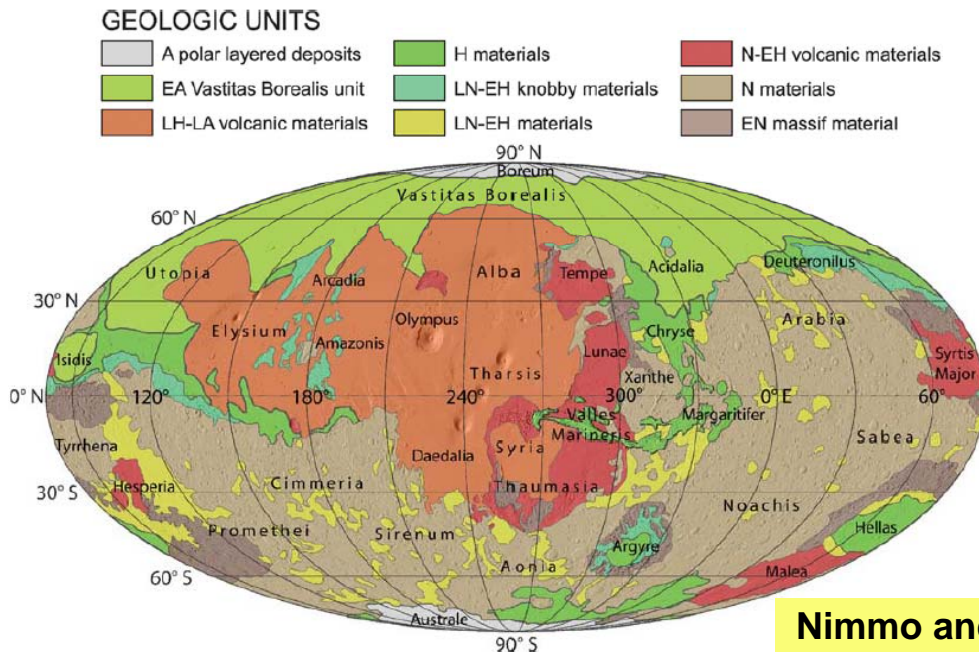 GEOLOGIC UNITS
A polar layered deposits
EA Vastitas Borealis unit
LH-LA volcanic materials
H materials
LN-EH knobby materials
LN-EH materials
N-EH volcanic materials
N materials
EN massif material
90° N
Boreum
Vastitas Borealis
60° N
Utopia
Arcadia
Alba
Tempe
Acidalia
Deuteronilus
30° N
Elysium
Olympus
Chryse
Arabia
Amazonis
Isidis
Tharsis
Lunae
Xanthe
Syrtis
Major
0° N
120°
180°
240°
300°
0° E
60°
Valles
Marineris
Margaritifer
Tyrrhena
Daedalia
Syria
Sabea
Hesperia
Cimmeria
Thaumasia
30° S
Noachis
Promethei
Sirenum
Argyre
Hellas
Aonia
Malea
60° S
Australe
90° S
Nimmo and